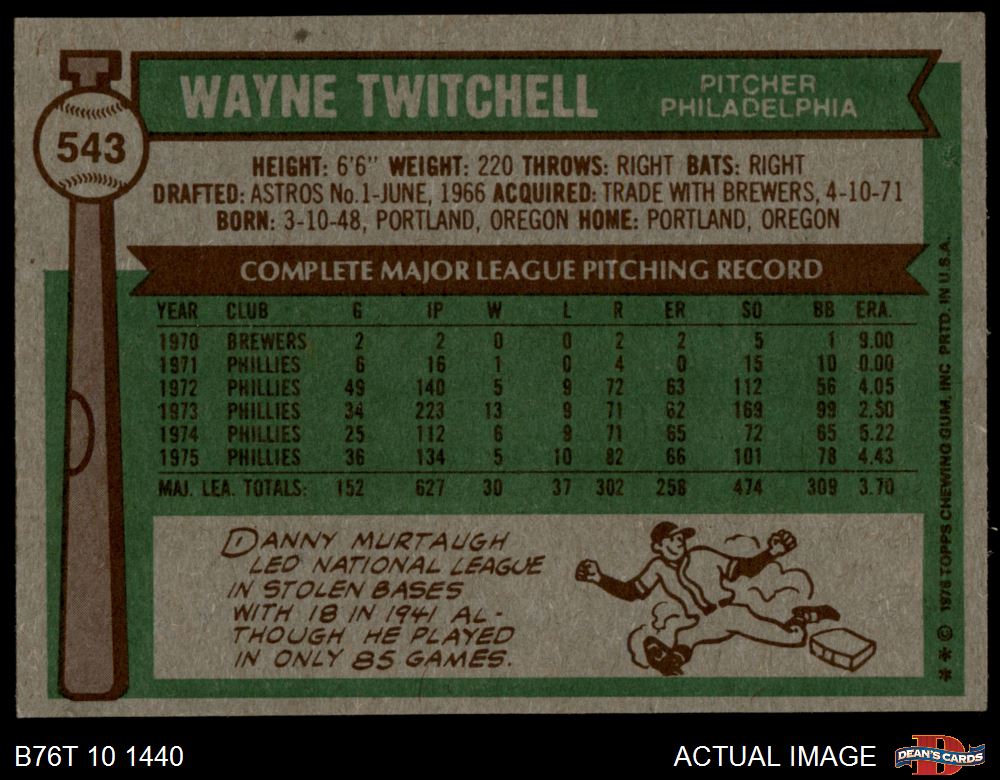 WAYNE TWITCHELL
PITCHER
PHILADELPHIA
543
HEIGHT: 6'6" WEIGHT: 220 THROWS: RIGHT BATS: RIGHT
DRAFTED: ASTROS No.1-JUNE, 1966 ACQUIRED: TRADE WITH BREWERS, 4-10-71
BORN: 3-10-48, PORTLAND, OREGON HOME: PORTLAND, OREGON
COMPLETE MAJOR LEAGUE PITCHING RECORD
YEAR CLUB G IP W L R ER SO BB ERA.
1970 BREWERS 2 2 0 0 2 2 5 1 9.00
1971 PHILLIES 6 16 1 0 4 0 15 10 0.00
1972 PHILLIES 49 140 5 9 72 63 112 56 4.05
1973 PHILLIES 34 223 13 9 71 62 169 99 2.50
1974 PHILLIES 25 112 6 9 71 65 72 65 5.22
1975 PHILLIES 36 134 5 10 82 66 101 78 4.43
MAJ. LEA. TOTALS: 152 627 30 37 302 258 474 309 3.70
DANNY MURTAUGH
LED NATIONAL LEAGUE
IN STOLEN BASES
WITH 18 IN 1941 AL-
THOUGH HE PLAYED
IN ONLY 85 GAMES.
** © 1976 TOPPS CHEWING GUM, INC PRTD. IN U.S.A.
B76T 10 1440
ACTUAL IMAGE
D
DEAN'S CARDS